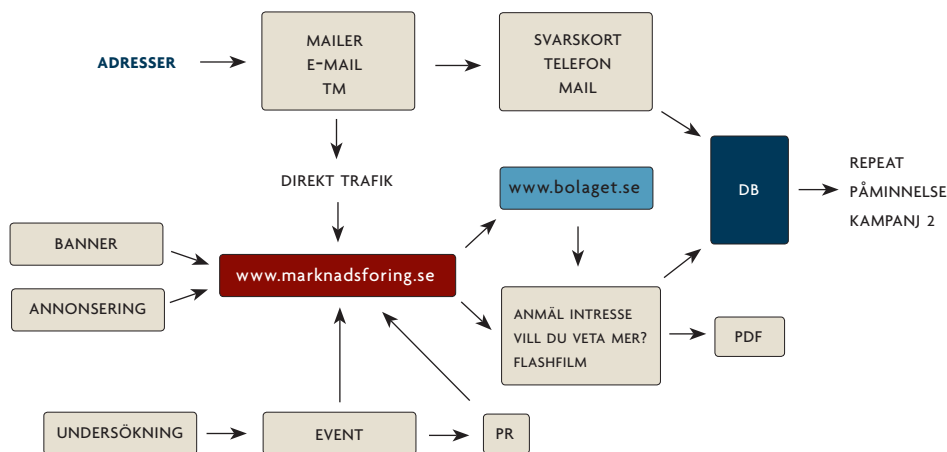 ADRESSER
MAILER
E-MAIL
TM
SVARSKORT
TELEFON
MAIL
DIREKT TRAFIK
www.bolaget.se
DB
REPEAT
PÅMINNELSE
KAMPANJ 2
BANNER
www.marknadsforing.se
ANNONSERING
ANMÄL INTRESSE
VILL DU VETA MER?
FLASHFILM
PDF
UNDERSÖKNING
EVENT
PR